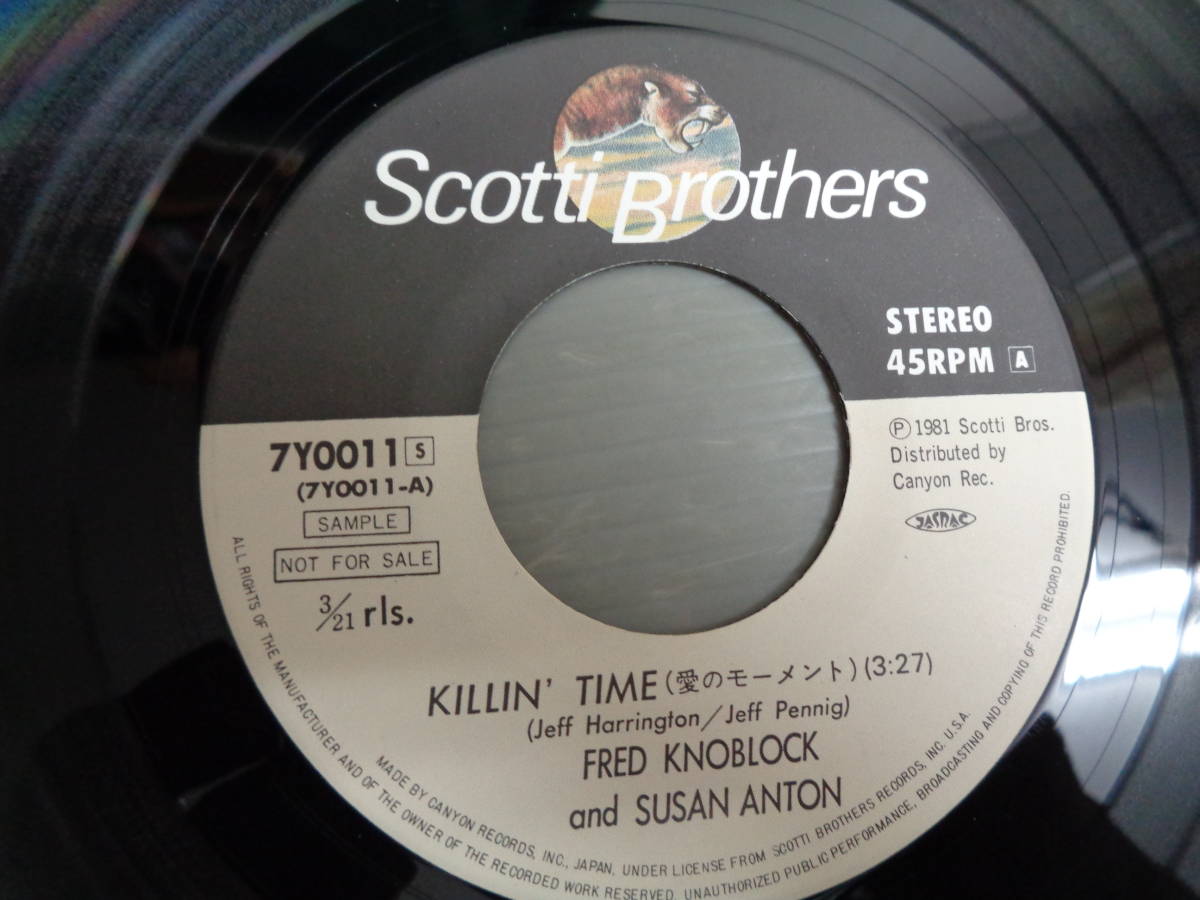 Scotti Brothers
STEREO
45RPM A
7Y0011 S
(7Y0011-A)
SAMPLE
NOT FOR SALE
3/21 rls.
Ⓟ 1981 Scotti Bros.
Distributed by
Canyon Rec.
JASRAC
KILLIN' TIME (愛のモーメント) (3:27)
(Jeff Harrington/Jeff Pennig)
FRED KNOBLOCK
and SUSAN ANTON
MADE BY CANYON RECORDS, INC., JAPAN, UNDER LICENSE FROM SCOTTI BROTHERS RECORDS, INC. U.S.A.
ALL RIGHTS OF THE MANUFACTURER AND OF THE OWNER OF THE RECORDED WORK RESERVED. UNAUTHORIZED PUBLIC PERFORMANCE, BROADCASTING AND COPYING OF THIS RECORD PROHIBITED.